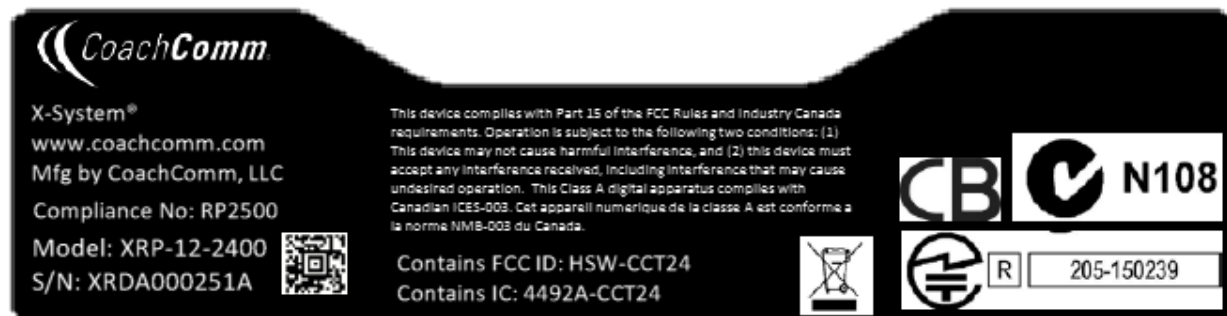 CoachComm
X-System®
www.coachcomm.com
Mfg by CoachComm, LLC
Compliance No: RP2500
Model: XRP-12-2400
S/N: XRDA000251A
This device complies with Part 15 of the FCC Rules and Industry Canada
requirements. Operation is subject to the following two conditions: (1)
This device may not cause harmful interference, and (2) this device must
accept any interference received, including interference that may cause
undesired operation. This Class A digital apparatus complies with
Canadian ICES-003. Cet appareil numerique de la classe A est conforme a
la norme NMB-003 du Canada.
Contains FCC ID: HSW-CCT24
Contains IC: 4492A-CCT24
CB
N108
R 205-150239